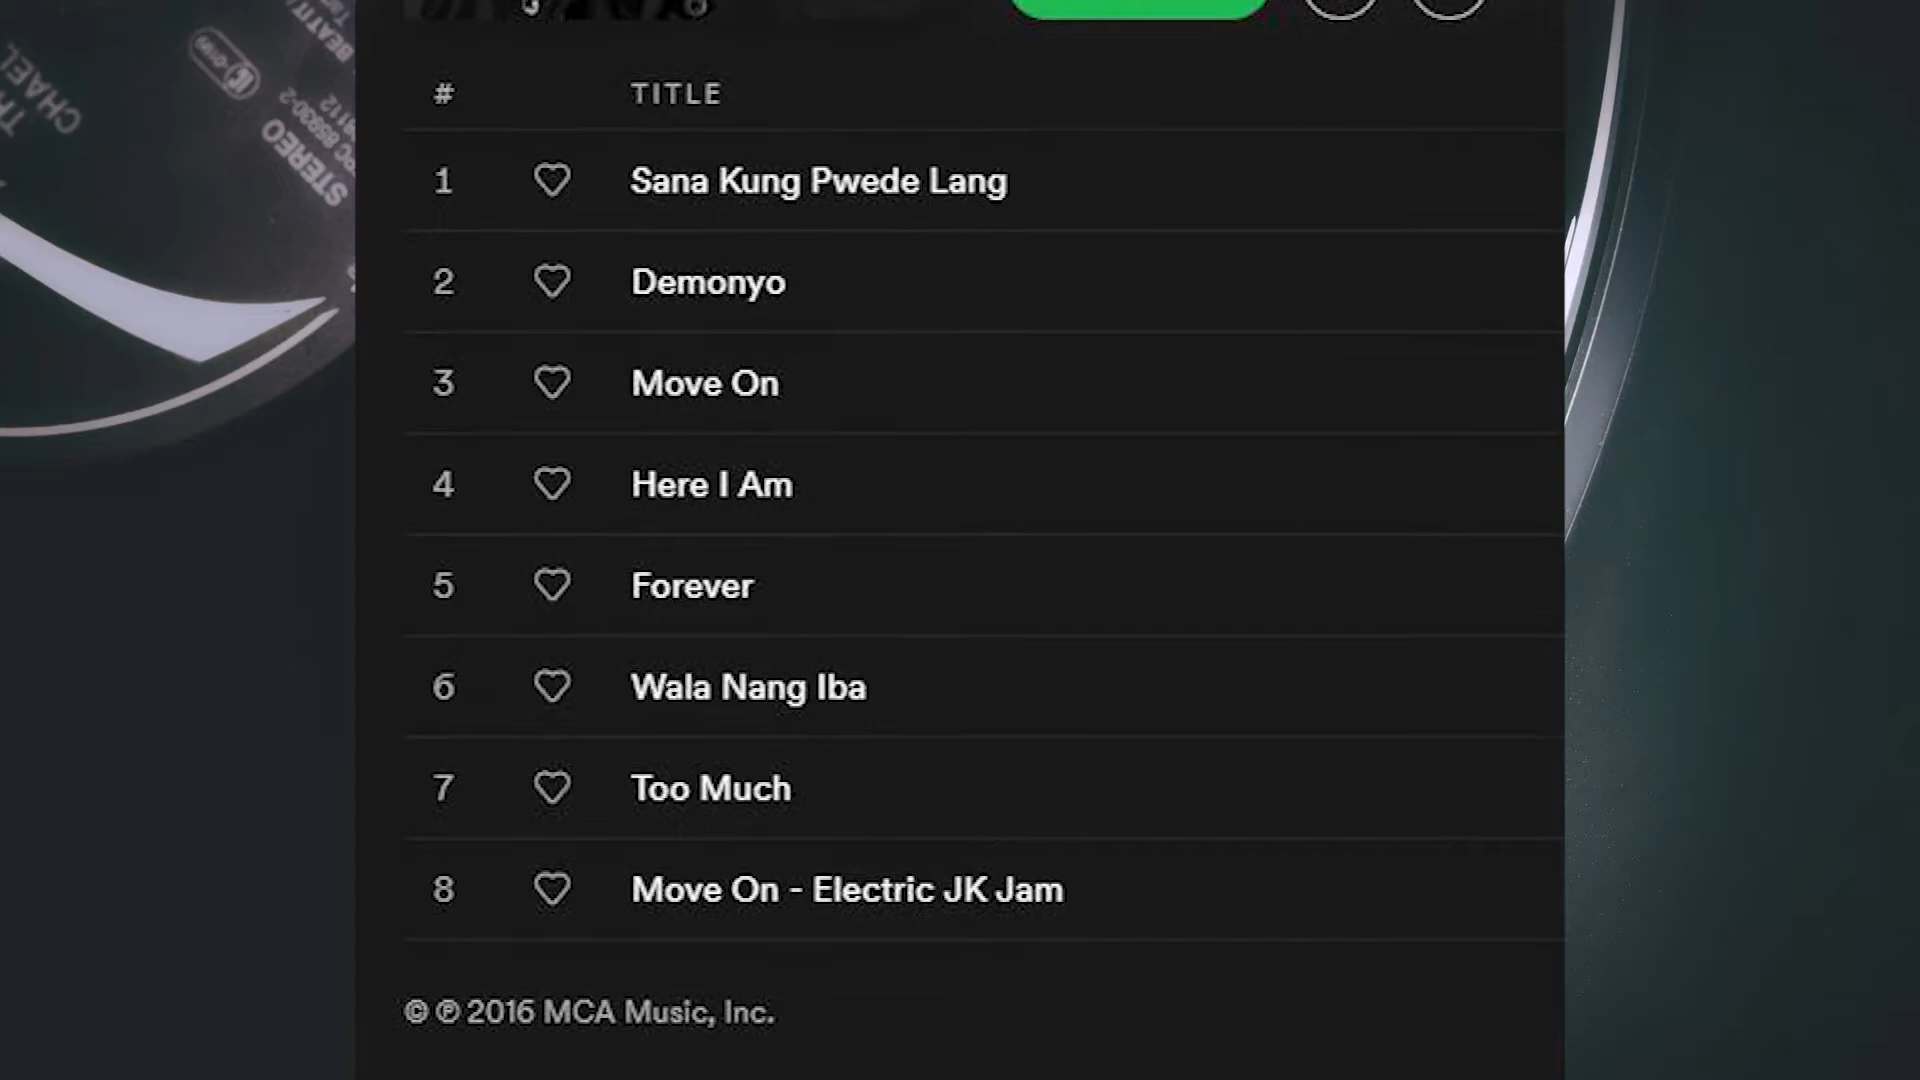 # TITLE
1 Sana Kung Pwede Lang
2 Demonyo
3 Move On
4 Here I Am
5 Forever
6 Wala Nang Iba
7 Too Much
8 Move On - Electric JK Jam
© ℗ 2016 MCA Music, Inc.
CHAEL
STEREO